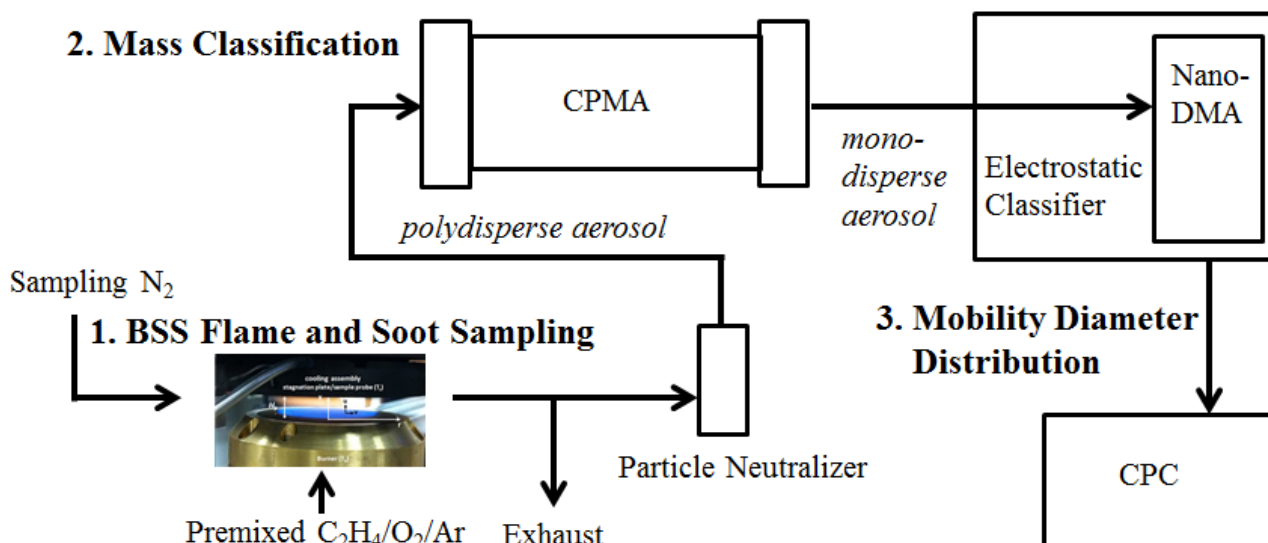 2. Mass Classification
CPMA
Nano-
DMA
mono-
disperse
aerosol
Electrostatic
Classifier
polydisperse aerosol
Sampling N₂
1. BSS Flame and Soot Sampling
3. Mobility Diameter
Distribution
cooling assembly
stagnation plate/sample probe (Tₛ)
Particle Neutralizer
CPC
Premixed C₂H₄/O₂/Ar
Exhaust